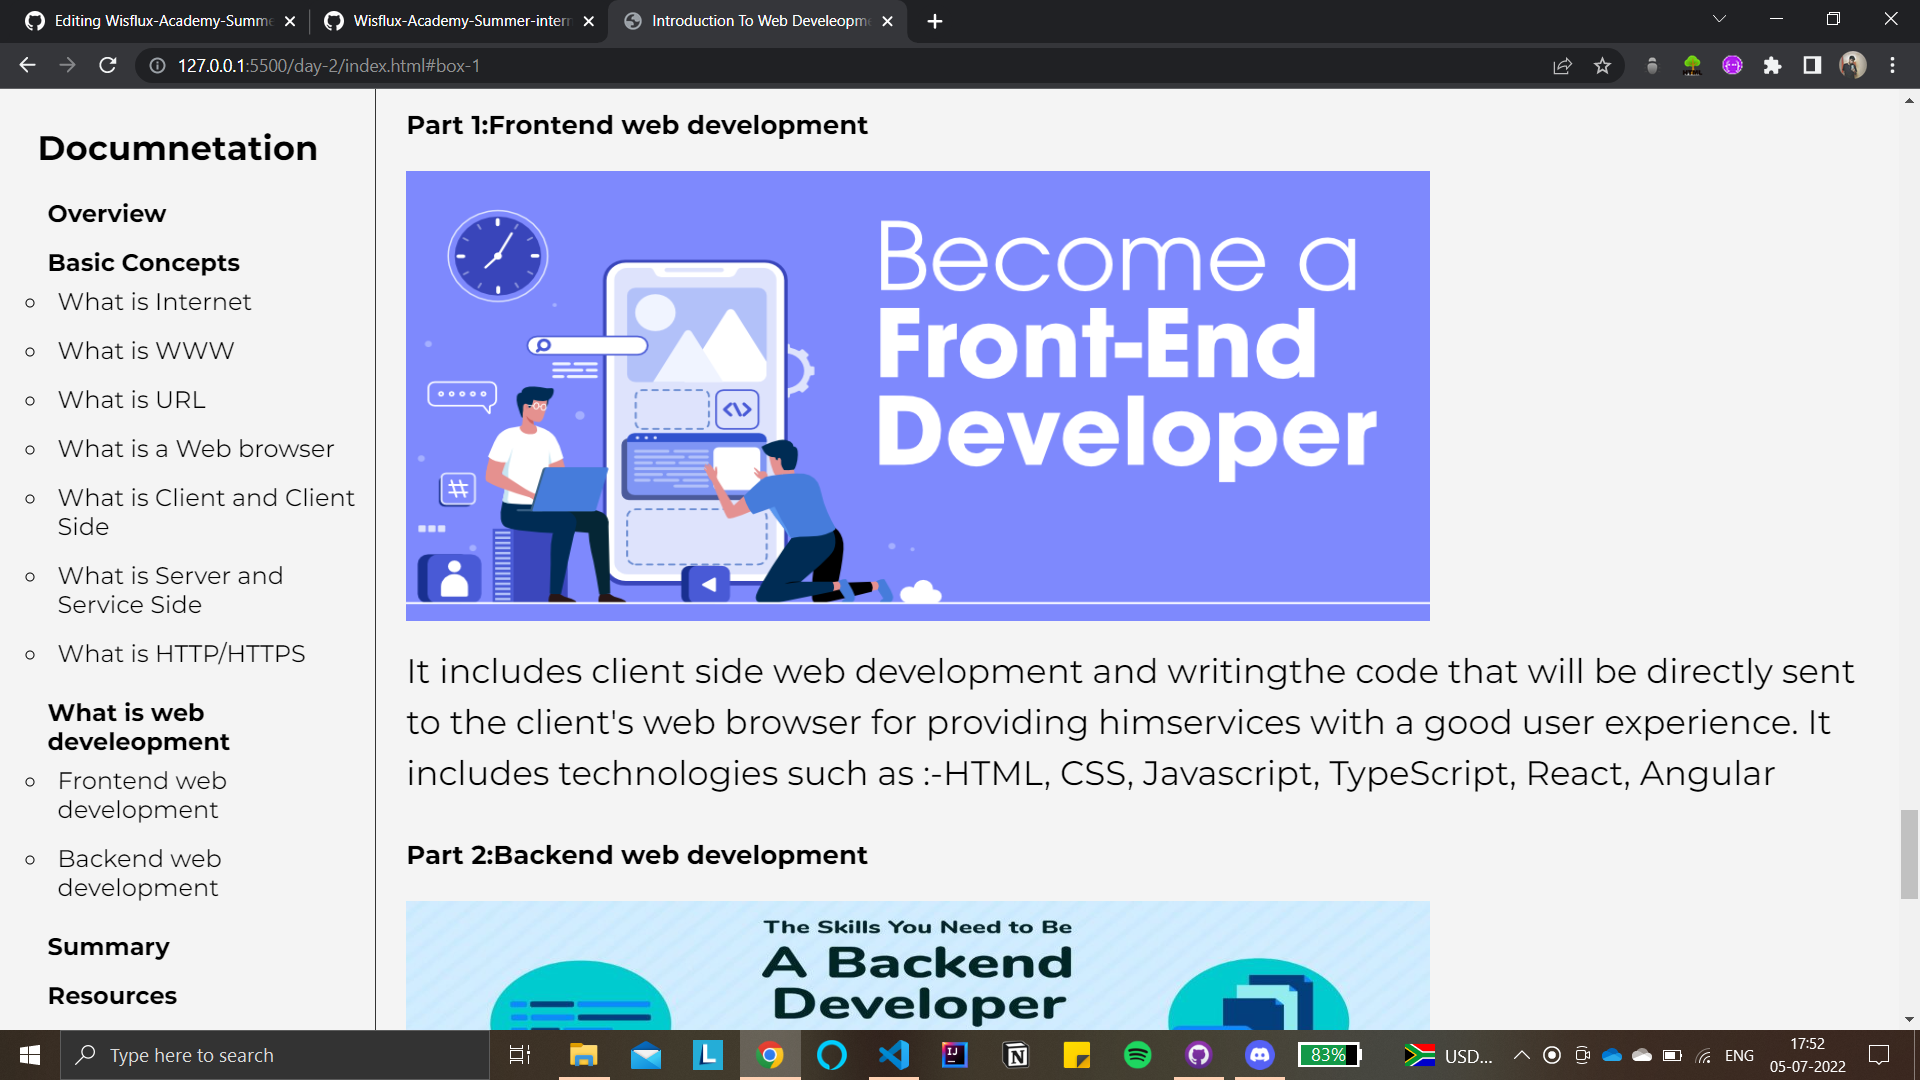 Editing Wisflux-Academy-Summe
Wisflux-Academy-Summer-intern
Introduction To Web Develeopme
127.0.0.1:5500/day-2/index.html#box-1
Documnetation
Overview
Basic Concepts
What is Internet
What is WWW
What is URL
What is a Web browser
What is Client and Client
Side
What is Server and
Service Side
What is HTTP/HTTPS
What is web
develeopment
Frontend web
development
Backend web
development
Summary
Resources
Part 1:Frontend web development
Become a
Front-End
Developer
It includes client side web development and writingthe code that will be directly sent
to the client's web browser for providing himservices with a good user experience. It
includes technologies such as :-HTML, CSS, Javascript, TypeScript, React, Angular
Part 2:Backend web development
The Skills You Need to Be
A Backend
Developer
Type here to search
83%
USD...
ENG
17:52
05-07-2022